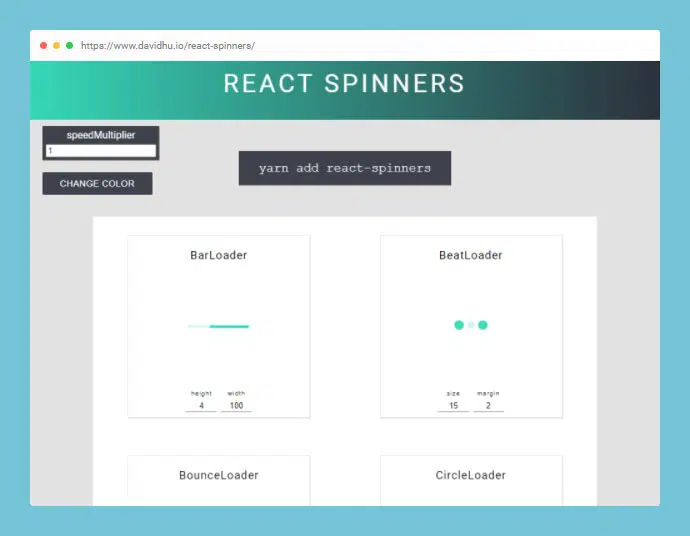 https://www.davidhu.io/react-spinners/
REACT SPINNERS
speedMultiplier
1
CHANGE COLOR
yarn add react-spinners
BarLoader
height width
4 100
BeatLoader
size margin
15 2
BounceLoader
CircleLoader